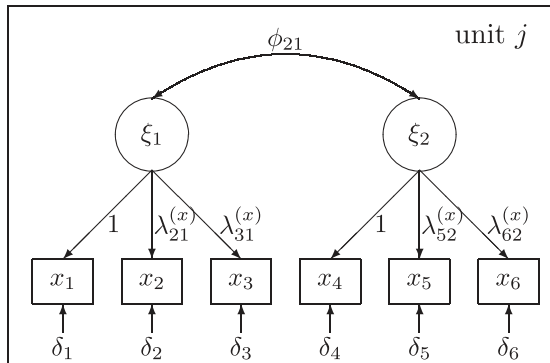 ϕ₂₁ unit j
ξ₁ ξ₂
1 λ₂₁⁽ˣ⁾ λ₃₁⁽ˣ⁾ 1 λ₅₂⁽ˣ⁾ λ₆₂⁽ˣ⁾
x₁ x₂ x₃ x₄ x₅ x₆
δ₁ δ₂ δ₃ δ₄ δ₅ δ₆